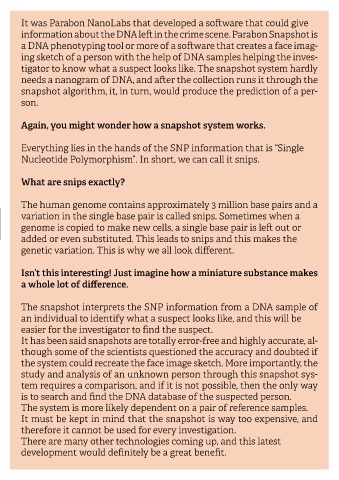 It was Parabon NanoLabs that developed a software that could give
information about the DNA left in the crime scene. Parabon Snapshot is
a DNA phenotyping tool or more of a software that creates a face imag-
ing sketch of a person with the help of DNA samples helping the inves-
tigator to know what a suspect looks like. The snapshot system hardly
needs a nanogram of DNA, and after the collection runs it through the
snapshot algorithm, it, in turn, would produce the prediction of a per-
son.
Again, you might wonder how a snapshot system works.
Everything lies in the hands of the SNP information that is “Single
Nucleotide Polymorphism”. In short, we can call it snips.
What are snips exactly?
The human genome contains approximately 3 million base pairs and a
variation in the single base pair is called snips. Sometimes when a
genome is copied to make new cells, a single base pair is left out or
added or even substituted. This leads to snips and this makes the
genetic variation. This is why we all look different.
Isn't this interesting! Just imagine how a miniature substance makes
a whole lot of difference.
The snapshot interprets the SNP information from a DNA sample of
an individual to identify what a suspect looks like, and this will be
easier for the investigator to find the suspect.
It has been said snapshots are totally error-free and highly accurate, al-
though some of the scientists questioned the accuracy and doubted if
the system could recreate the face image sketch. More importantly, the
study and analysis of an unknown person through this snapshot sys-
tem requires a comparison, and if it is not possible, then the only way
is to search and find the DNA database of the suspected person.
The system is more likely dependent on a pair of reference samples.
It must be kept in mind that the snapshot is way too expensive, and
therefore it cannot be used for every investigation.
There are many other technologies coming up, and this latest
development would definitely be a great benefit.